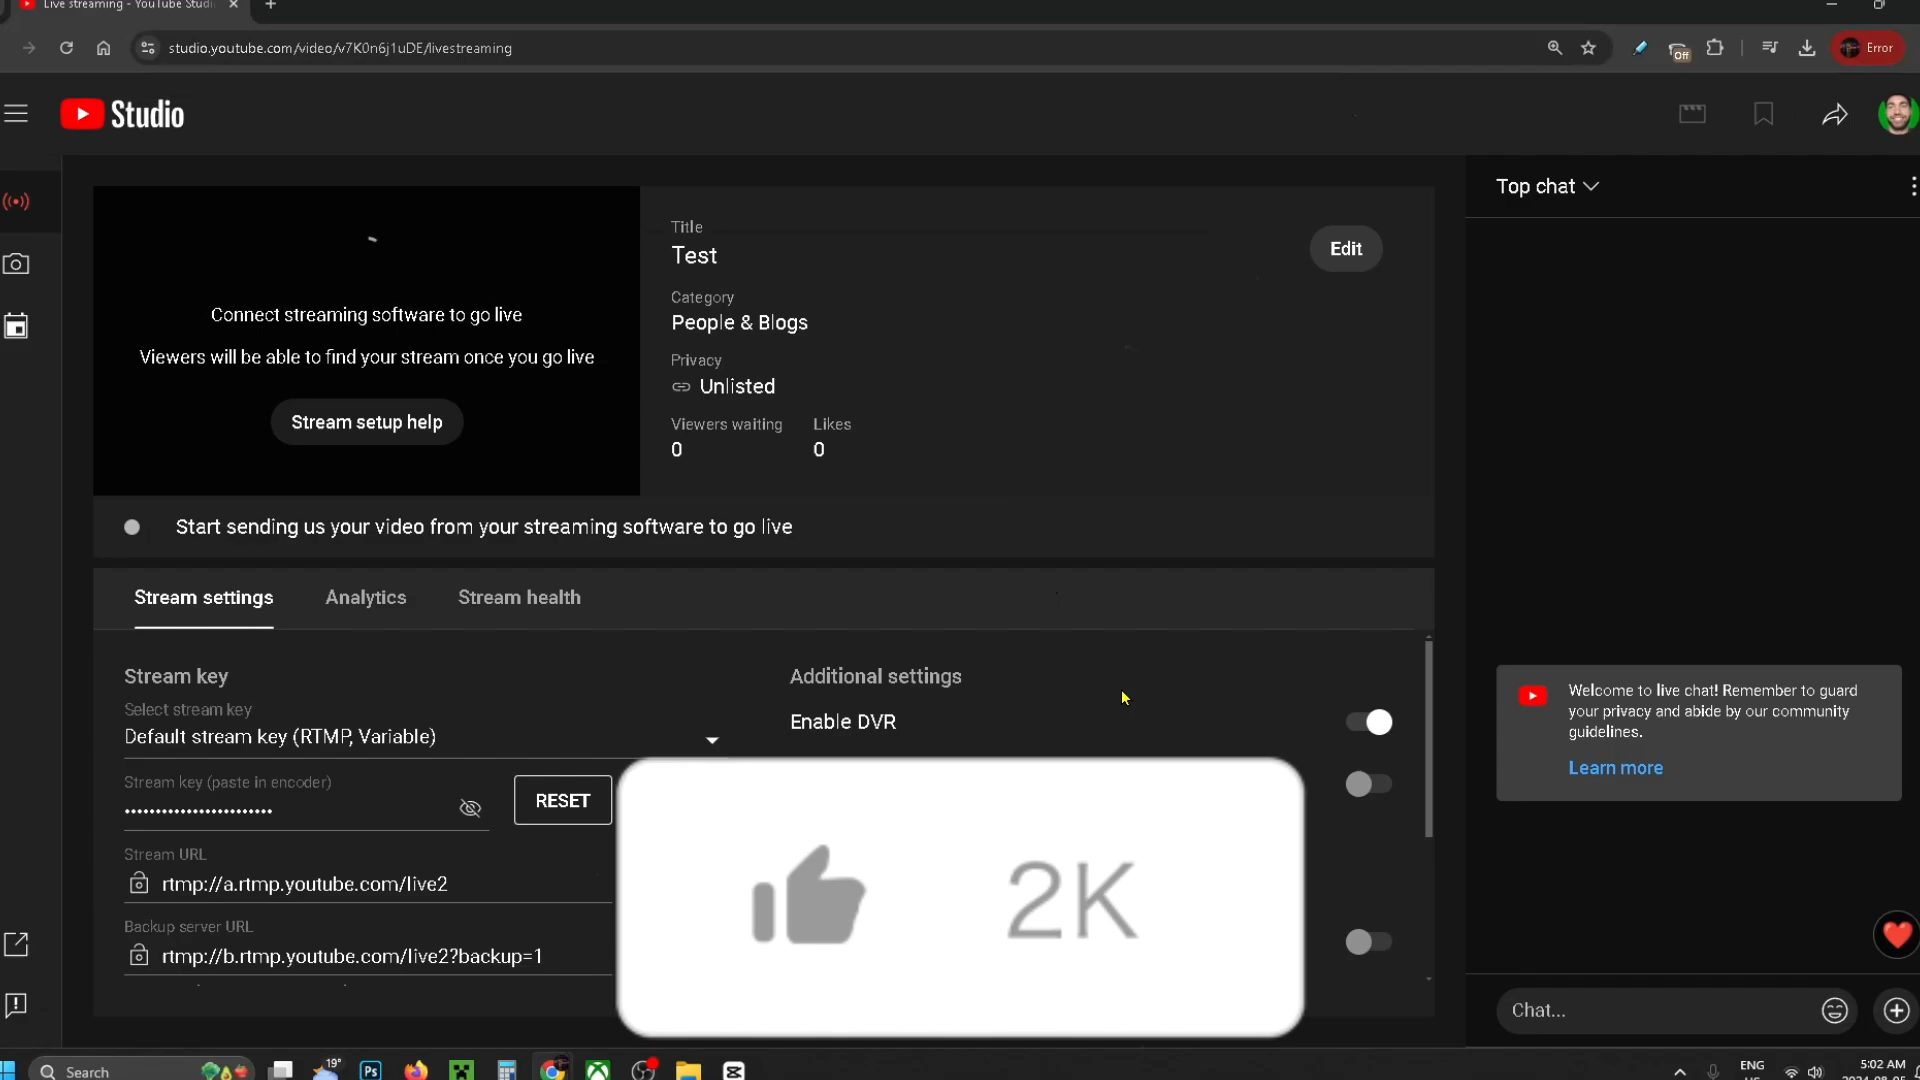 Live streaming - YouTube Studi
studio.youtube.com/video/v7K0n6j1uDE/livestreaming
Off
Error
Studio
Top chat
Connect streaming software to go live
Viewers will be able to find your stream once you go live
Stream setup help
Title
Test
Edit
Category
People & Blogs
Privacy
Unlisted
Viewers waiting
Likes
0
0
Start sending us your video from your streaming software to go live
Stream settings
Analytics
Stream health
Stream key
Select stream key
Default stream key (RTMP, Variable)
Stream key (paste in encoder)
••••••••••••••••••••••••
RESET
Stream URL
rtmp://a.rtmp.youtube.com/live2
Backup server URL
rtmp://b.rtmp.youtube.com/live2?backup=1
Additional settings
Enable DVR
2K
Welcome to live chat! Remember to guard
your privacy and abide by our community
guidelines.
Learn more
Chat...
Search
19°
Ps
ENG
5:02 AM